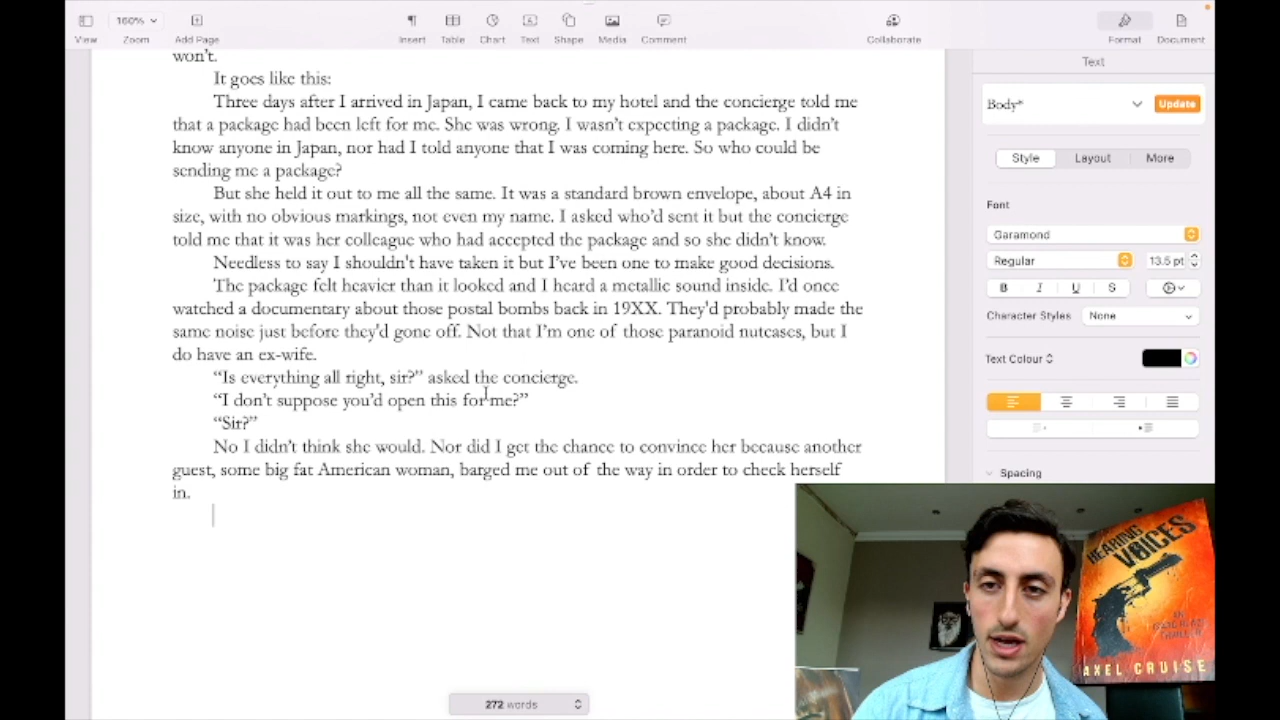 160%
View
Zoom
Add Page
Insert
Table
Chart
Text
Shape
Media
Comment
Collaborate
Format
Document
won't.
It goes like this:
Three days after I arrived in Japan, I came back to my hotel and the concierge told me
that a package had been left for me. She was wrong. I wasn't expecting a package. I didn't
know anyone in Japan, nor had I told anyone that I was coming here. So who could be
sending me a package?
But she held it out to me all the same. It was a standard brown envelope, about A4 in
size, with no obvious markings, not even my name. I asked who'd sent it but the concierge
told me that it was her colleague who had accepted the package and so she didn't know.
Needless to say I shouldn't have taken it but I've been one to make good decisions.
The package felt heavier than it looked and I heard a metallic sound inside. I'd once
watched a documentary about those postal bombs back in 19XX. They'd probably made the
same noise just before they'd gone off. Not that I'm one of those paranoid nutcases, but I
do have an ex-wife.
"Is everything all right, sir?" asked the concierge.
"I don't suppose you'd open this for me?"
"Sir?"
No I didn't think she would. Nor did I get the chance to convince her because another
guest, some big fat American woman, barged me out of the way in order to check herself
in.
272 words
Text
Body*
Update
Style
Layout
More
Font
Garamond
Regular
13.5 pt
B I U S
Character Styles
None
Text Colour
Spacing
HEARING
VOICES
AXEL CRUISE